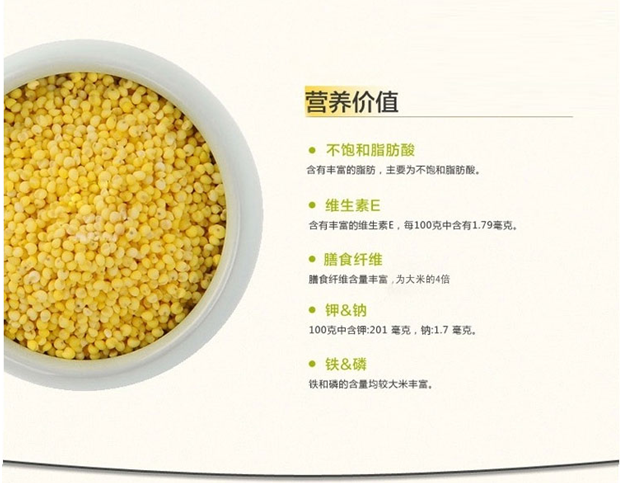 营养价值
不饱和脂肪酸
含有丰富的脂肪，主要为不饱和脂肪酸。
维生素E
含有丰富的维生素E，每100克中含有1.79毫克。
膳食纤维
膳食纤维含量丰富，为大米的4倍
钾&钠
100克中含钾:201 毫克，钠:1.7 毫克。
铁&磷
铁和磷的含量均较大米丰富。